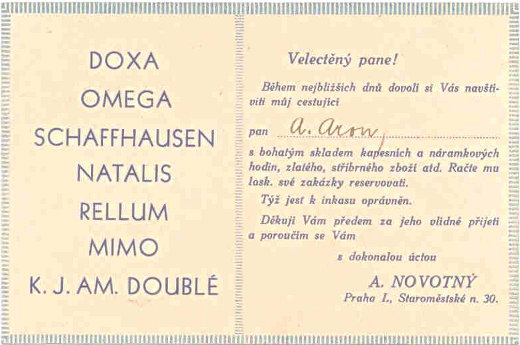 DOXA
OMEGA
SCHAFFHAUSEN
NATALIS
RELLUM
MIMO
K. J. AM. DOUBLÉ
Velectěný pane!
Během nejbližších dnů dovolí si Vás navští-
viti můj cestující
pan A. Aron,
s bohatým skladem kapesních a náramkových
hodin, zlatého, stříbrného zboží atd. Račte mu
lask. své zakázky reservovati.
Týž jest k inkasu oprávněn.
Děkuji Vám předem za jeho vlídné přijetí
a poroučím se Vám
s dokonalou úctou
A. NOVOTNÝ
Praha I., Staroměstské n. 30.